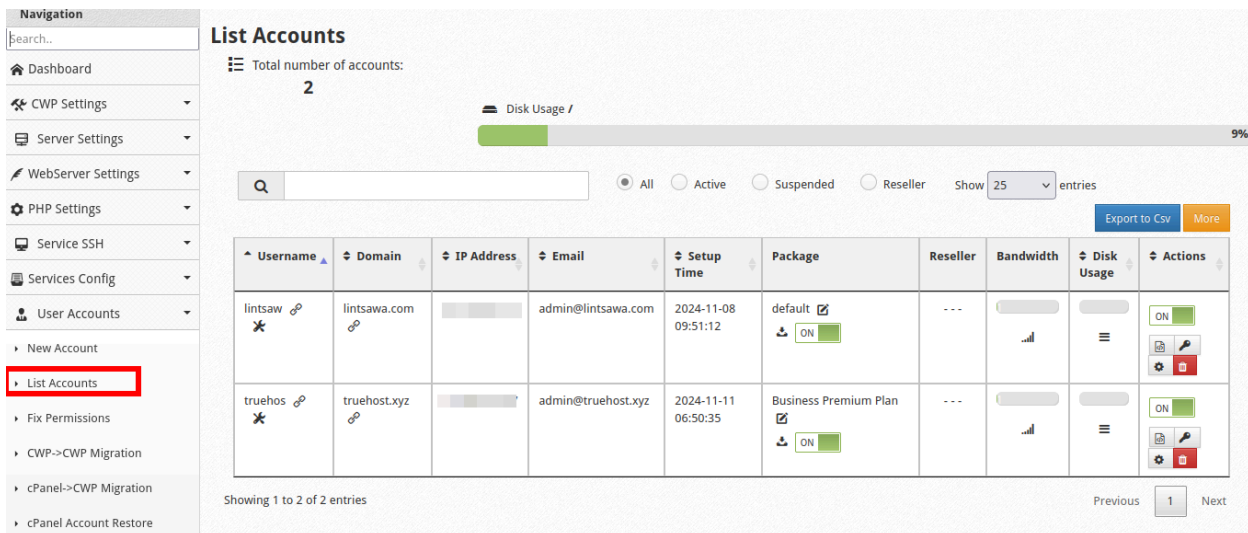 Navigation
Search..
Dashboard
CWP Settings
Server Settings
WebServer Settings
PHP Settings
Service SSH
Services Config
User Accounts
New Account
List Accounts
Fix Permissions
CWP->CWP Migration
cPanel->CWP Migration
cPanel Account Restore
List Accounts
Total number of accounts:
2
Disk Usage /
9%
All Active Suspended Reseller Show 25 entries
Export to Csv More
Username Domain IP Address Email Setup Time Package Reseller Bandwidth Disk Usage Actions
lintsaw lintsawa.com admin@lintsawa.com 2024-11-08 09:51:12 default ON --- ON
truehos truehost.xyz admin@truehost.xyz 2024-11-11 06:50:35 Business Premium Plan ON --- ON
Showing 1 to 2 of 2 entries
Previous 1 Next